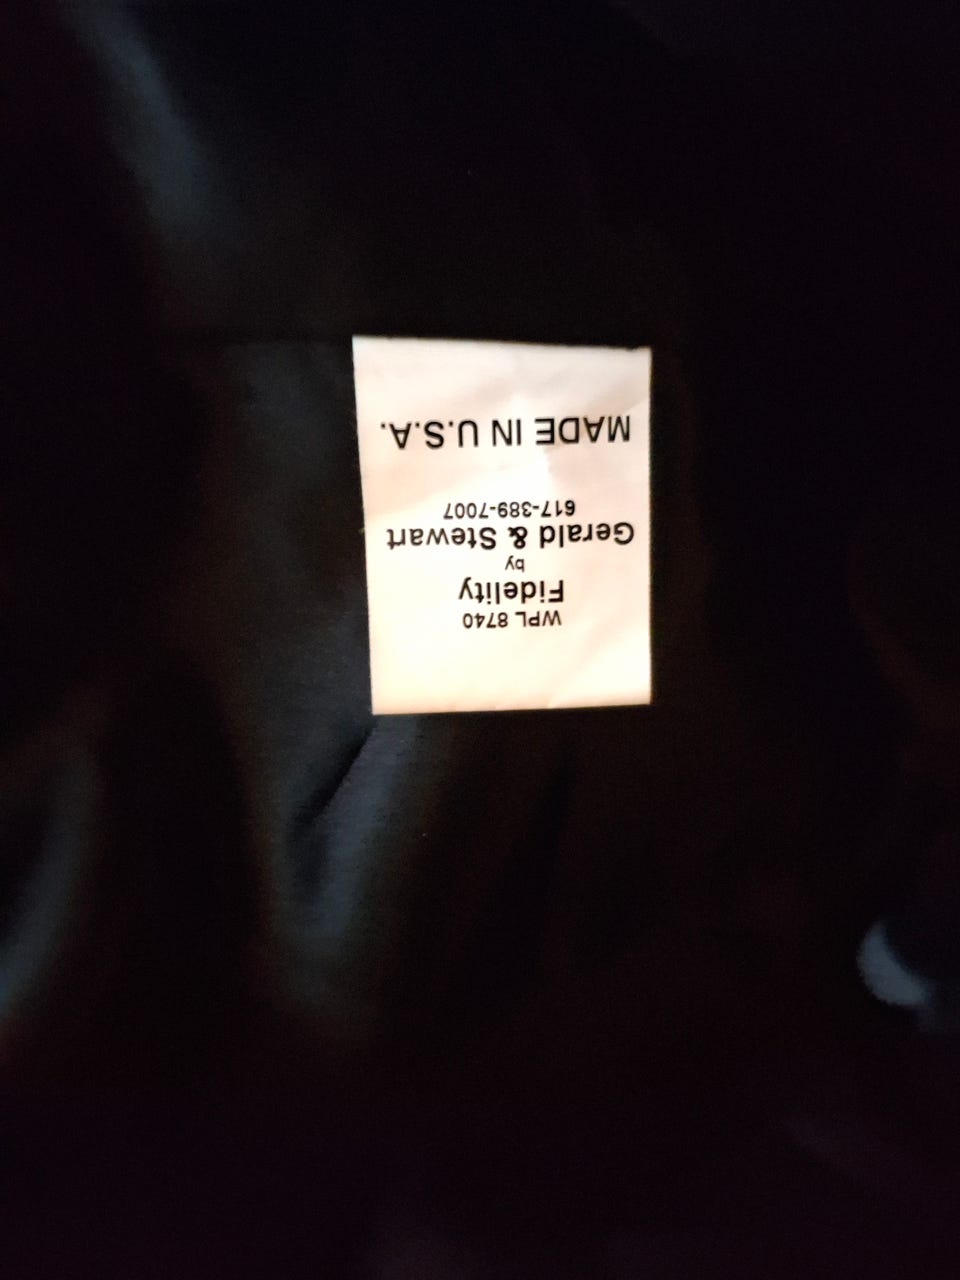 WPL 8740
Fidelity
by
Gerald & Stewart
617-389-7007
MADE IN U.S.A.